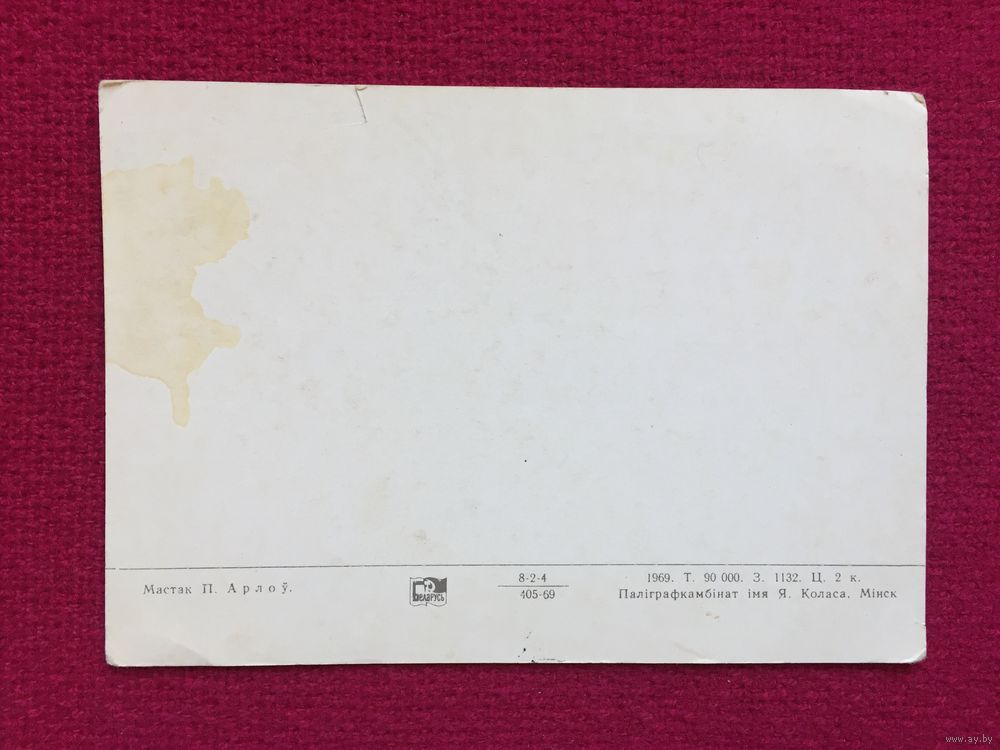 Мастак П. Арлоў.
БЕЛАРУСЬ
8-2-4
405-69
1969. Т. 90 000. З. 1132. Ц. 2 к.
Паліграфкамбінат імя Я. Коласа. Мінск
www.ay.by